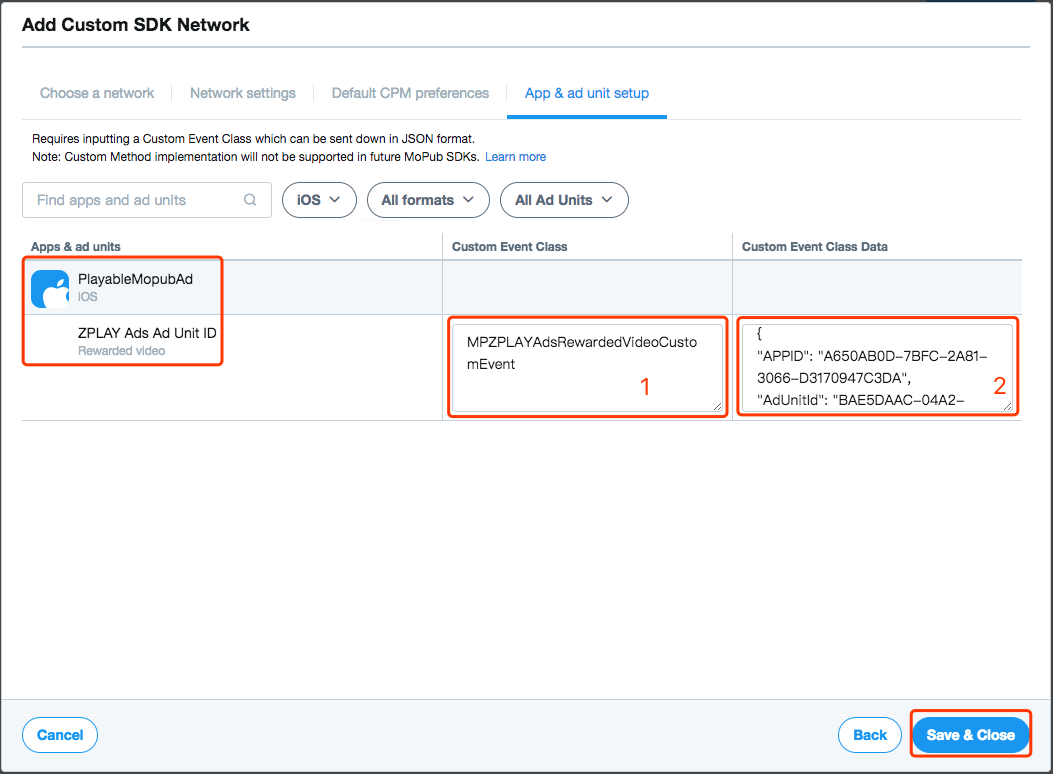 Add Custom SDK Network
Choose a network
Network settings
Default CPM preferences
App & ad unit setup
Requires inputting a Custom Event Class which can be sent down in JSON format.
Note: Custom Method implementation will not be supported in future MoPub SDKs. Learn more
Find apps and ad units
iOS
All formats
All Ad Units
Apps & ad units
Custom Event Class
Custom Event Class Data
PlayableMopubAd
iOS
ZPLAY Ads Ad Unit ID
Rewarded video
MPZPLAYAdsRewardedVideoCusto
mEvent
1
{
"APPID": "A650AB0D-7BFC-2A81-
3066-D3170947C3DA",
"AdUnitId": "BAE5DAAC-04A2-
2
Cancel
Back
Save & Close